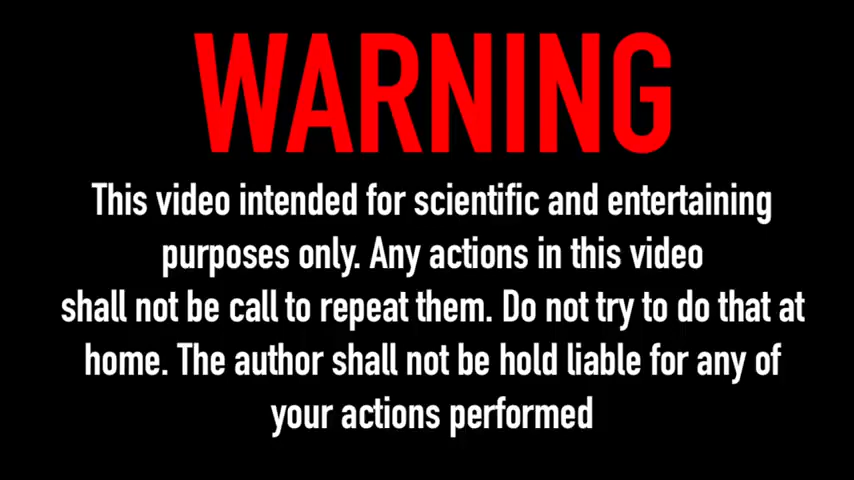 WARNING
This video intended for scientific and entertaining
purposes only. Any actions in this video
shall not be call to repeat them. Do not try to do that at
home. The author shall not be hold liable for any of
your actions performed